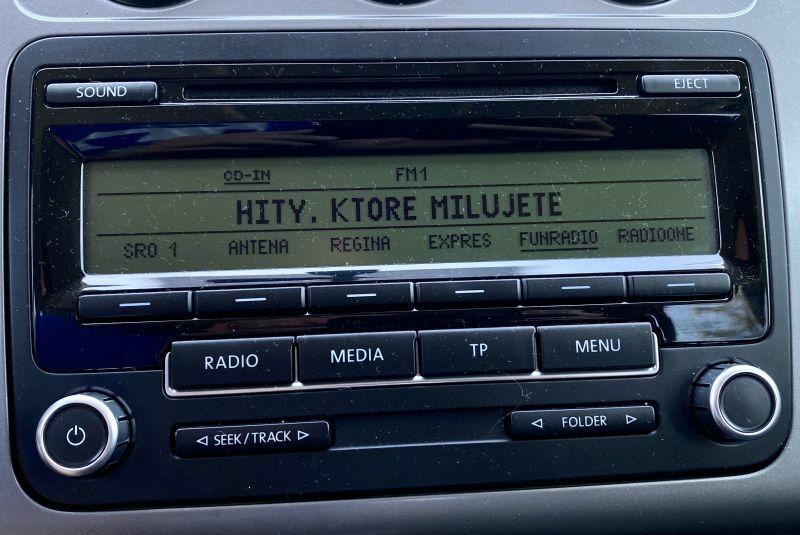 SOUND EJECT
CD-IN FM1
HITY. KTORE MILUJETE
SRO 1 ANTENA REGINA EXPRES FUNRADIO RADIOONE
RADIO MEDIA TP MENU
SEEK/TRACK FOLDER